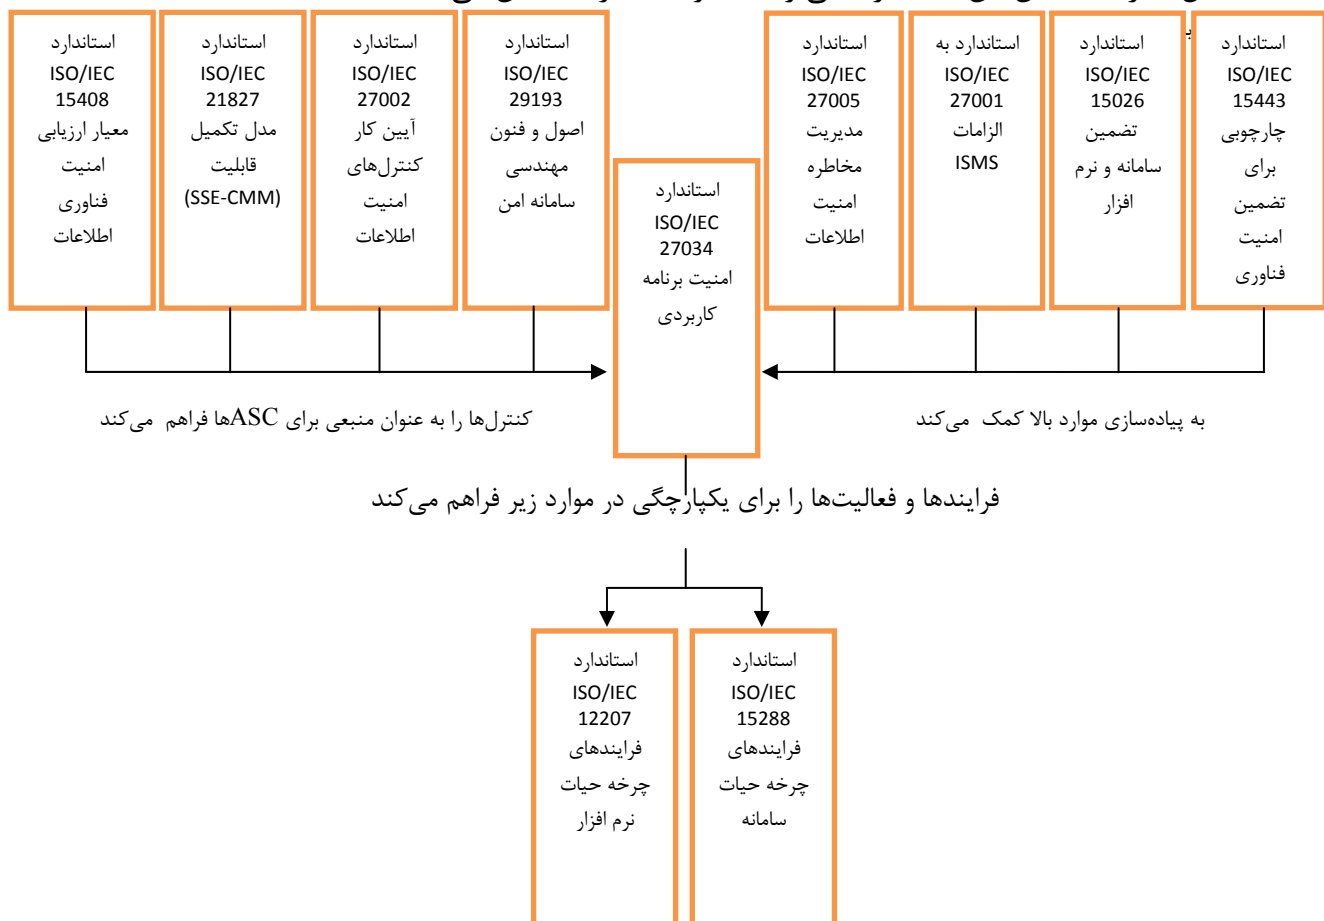 استاندارد
ISO/IEC
15443
چارچوبی
برای
تضمین
امنیت
فناوری
استاندارد
ISO/IEC
15026
تضمین
سامانه و نرم
افزار
استاندارد به
ISO/IEC
27001
الزامات
ISMS
استاندارد
ISO/IEC
27005
مدیریت
مخاطره
امنیت
اطلاعات
استاندارد
ISO/IEC
27034
امنیت برنامه
کاربردی
استاندارد
ISO/IEC
29193
اصول و فنون
مهندسی
سامانه امن
استاندارد
ISO/IEC
27002
آیین کار
کنترل‌های
امنیت
اطلاعات
استاندارد
ISO/IEC
21827
مدل تکمیل
قابلیت
(SSE-CMM)
استاندارد
ISO/IEC
15408
معیار ارزیابی
امنیت
فناوری
اطلاعات
به پیاده‌سازی موارد بالا کمک می‌کند
کنترل‌ها را به عنوان منبعی برای ASCها فراهم می‌کند
فرایندها و فعالیت‌ها را برای یکپارچگی در موارد زیر فراهم می‌کند
استاندارد
ISO/IEC
15288
فرایندهای
چرخه حیات
سامانه
استاندارد
ISO/IEC
12207
فرایندهای
چرخه حیات
نرم افزار